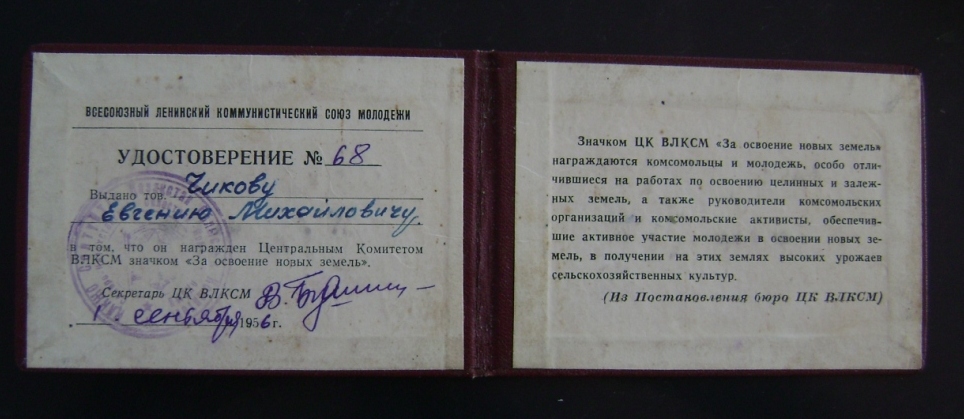 ВСЕСОЮЗНЫЙ ЛЕНИНСКИЙ КОММУНИСТИЧЕСКИЙ СОЮЗ МОЛОДЕЖИ
УДОСТОВЕРЕНИЕ № 68
Выдано тов. Чикову
Евгению Михайловичу
в том, что он награжден Центральным Комитетом
ВЛКСМ значком «За освоение новых земель».
Секретарь ЦК ВЛКСМ
1. сентября 1956 г.
Значком ЦК ВЛКСМ «За освоение новых земель»
награждаются комсомольцы и молодежь, особо отли-
чившиеся на работах по освоению целинных и залеж-
ных земель, а также руководители комсомольских
организаций и комсомольские активисты, обеспечив-
шие активное участие молодежи в освоении новых зе-
мель, в получении на этих землях высоких урожаев
сельскохозяйственных культур.
(Из Постановления бюро ЦК ВЛКСМ)